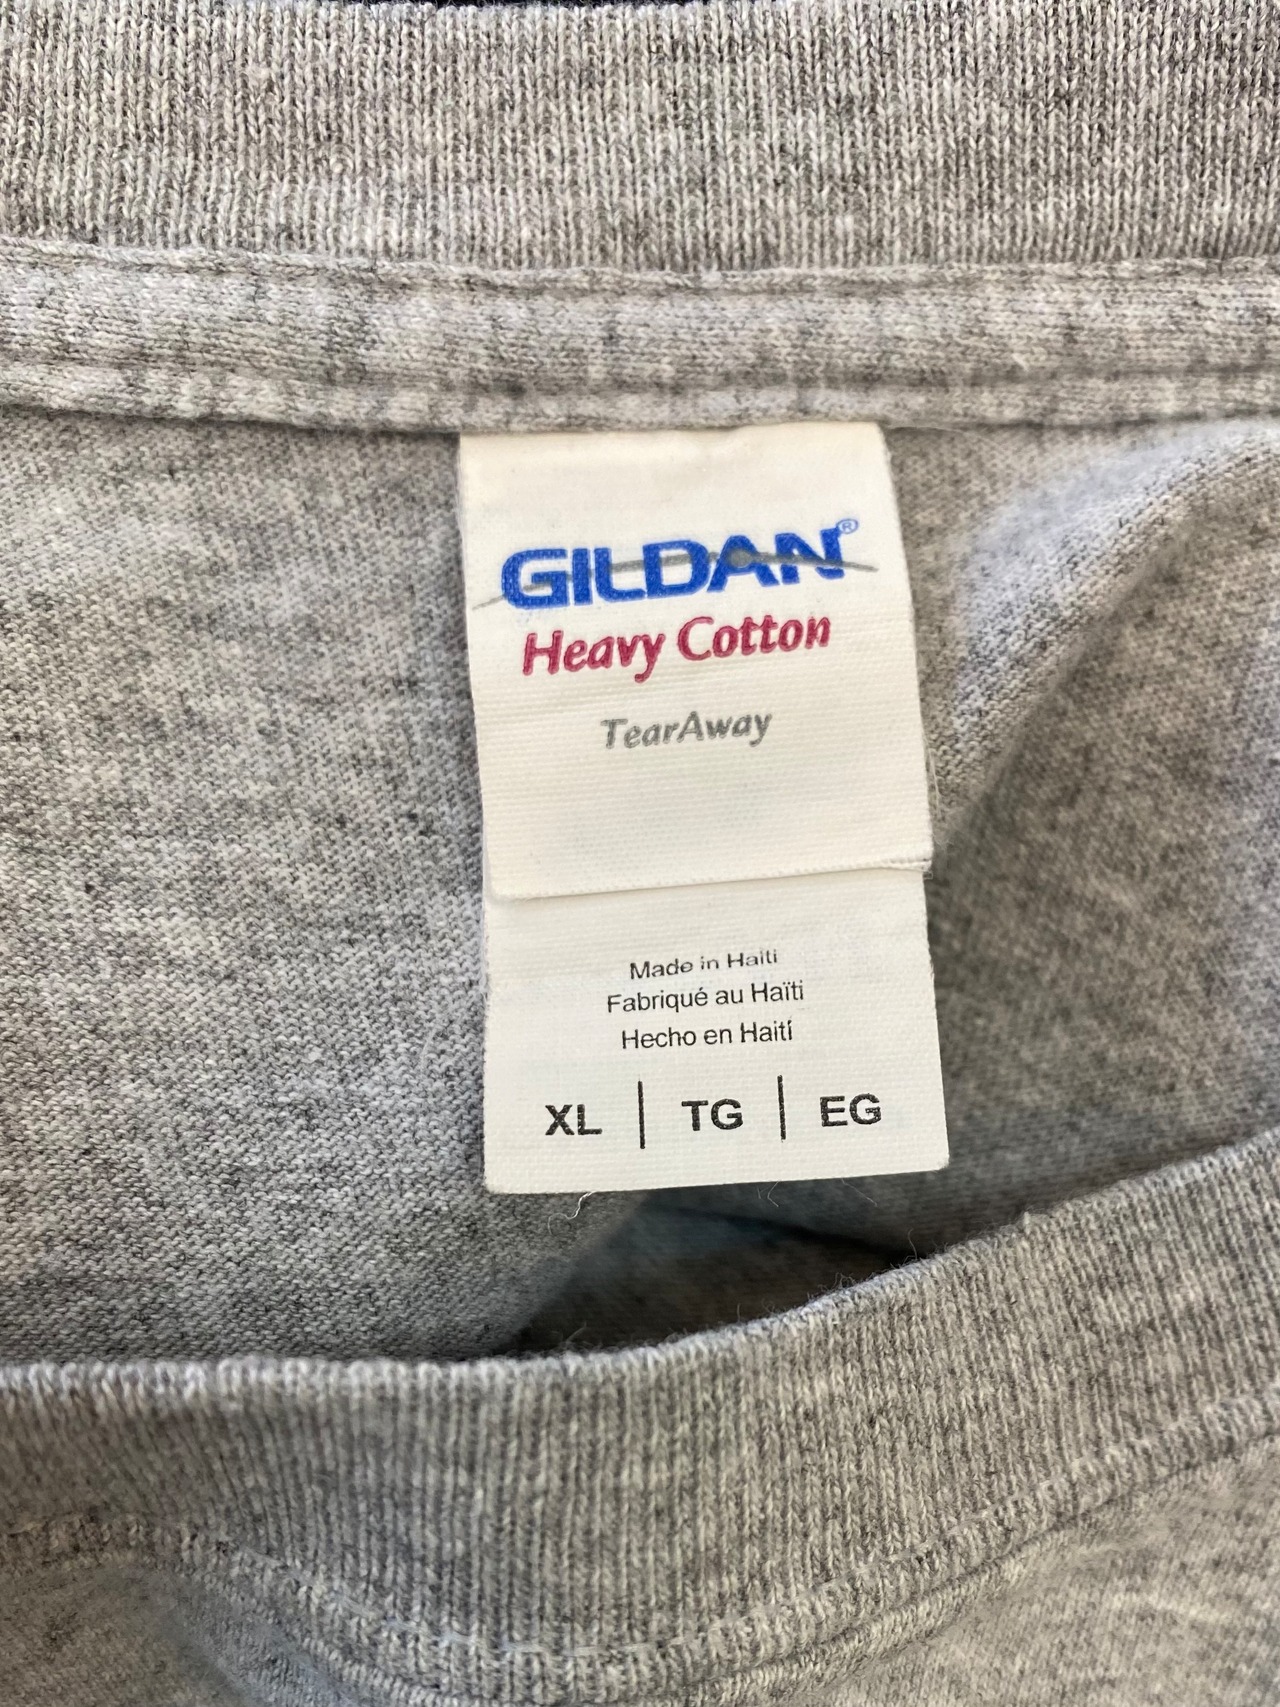 GILDAN®
Heavy Cotton
TearAway
Made in Haiti
Fabriqué au Haïti
Hecho en Haití
XL | TG | EG